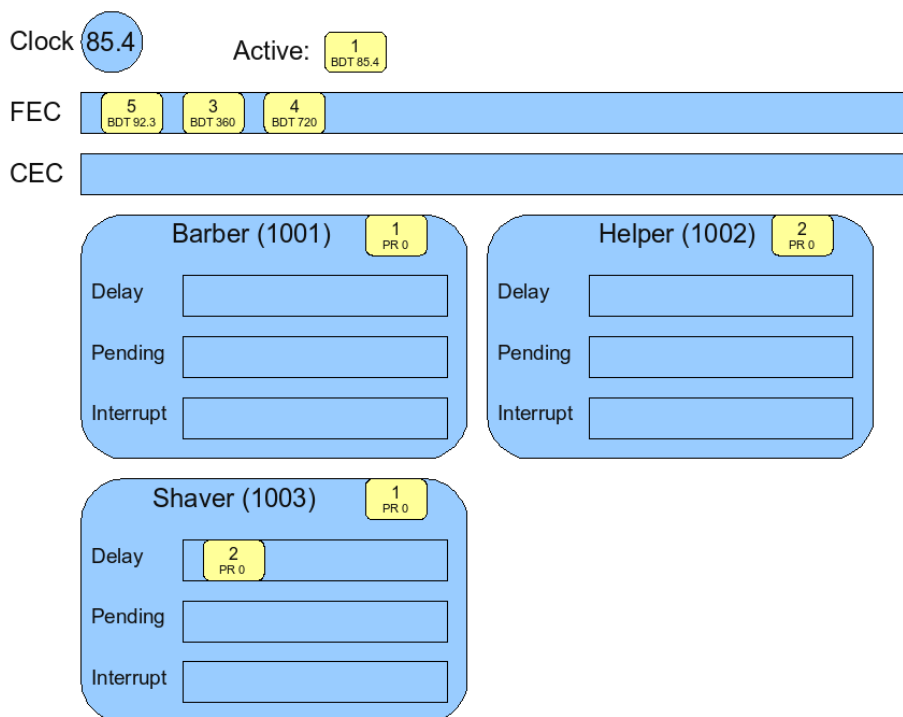 Clock 85.4 Active: 1
BDT 85.4
FEC 5 3 4
BDT 92.3 BDT 360 BDT 720
CEC
Barber (1001) 1
PR 0
Delay
Pending
Interrupt
Helper (1002) 2
PR 0
Delay
Pending
Interrupt
Shaver (1003) 1
PR 0
Delay 2
PR 0
Pending
Interrupt